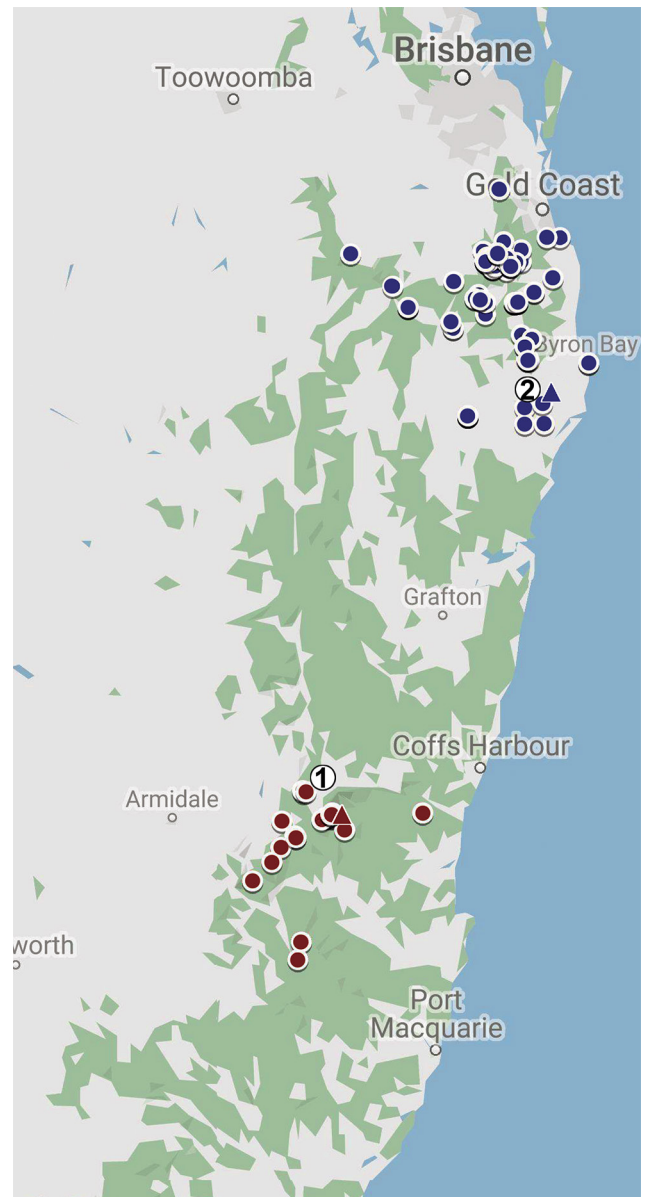 Brisbane
Toowoomba
Gold Coast
Byron Bay
2
Grafton
Coffs Harbour
1
Armidale
worth
Port
Macquarie